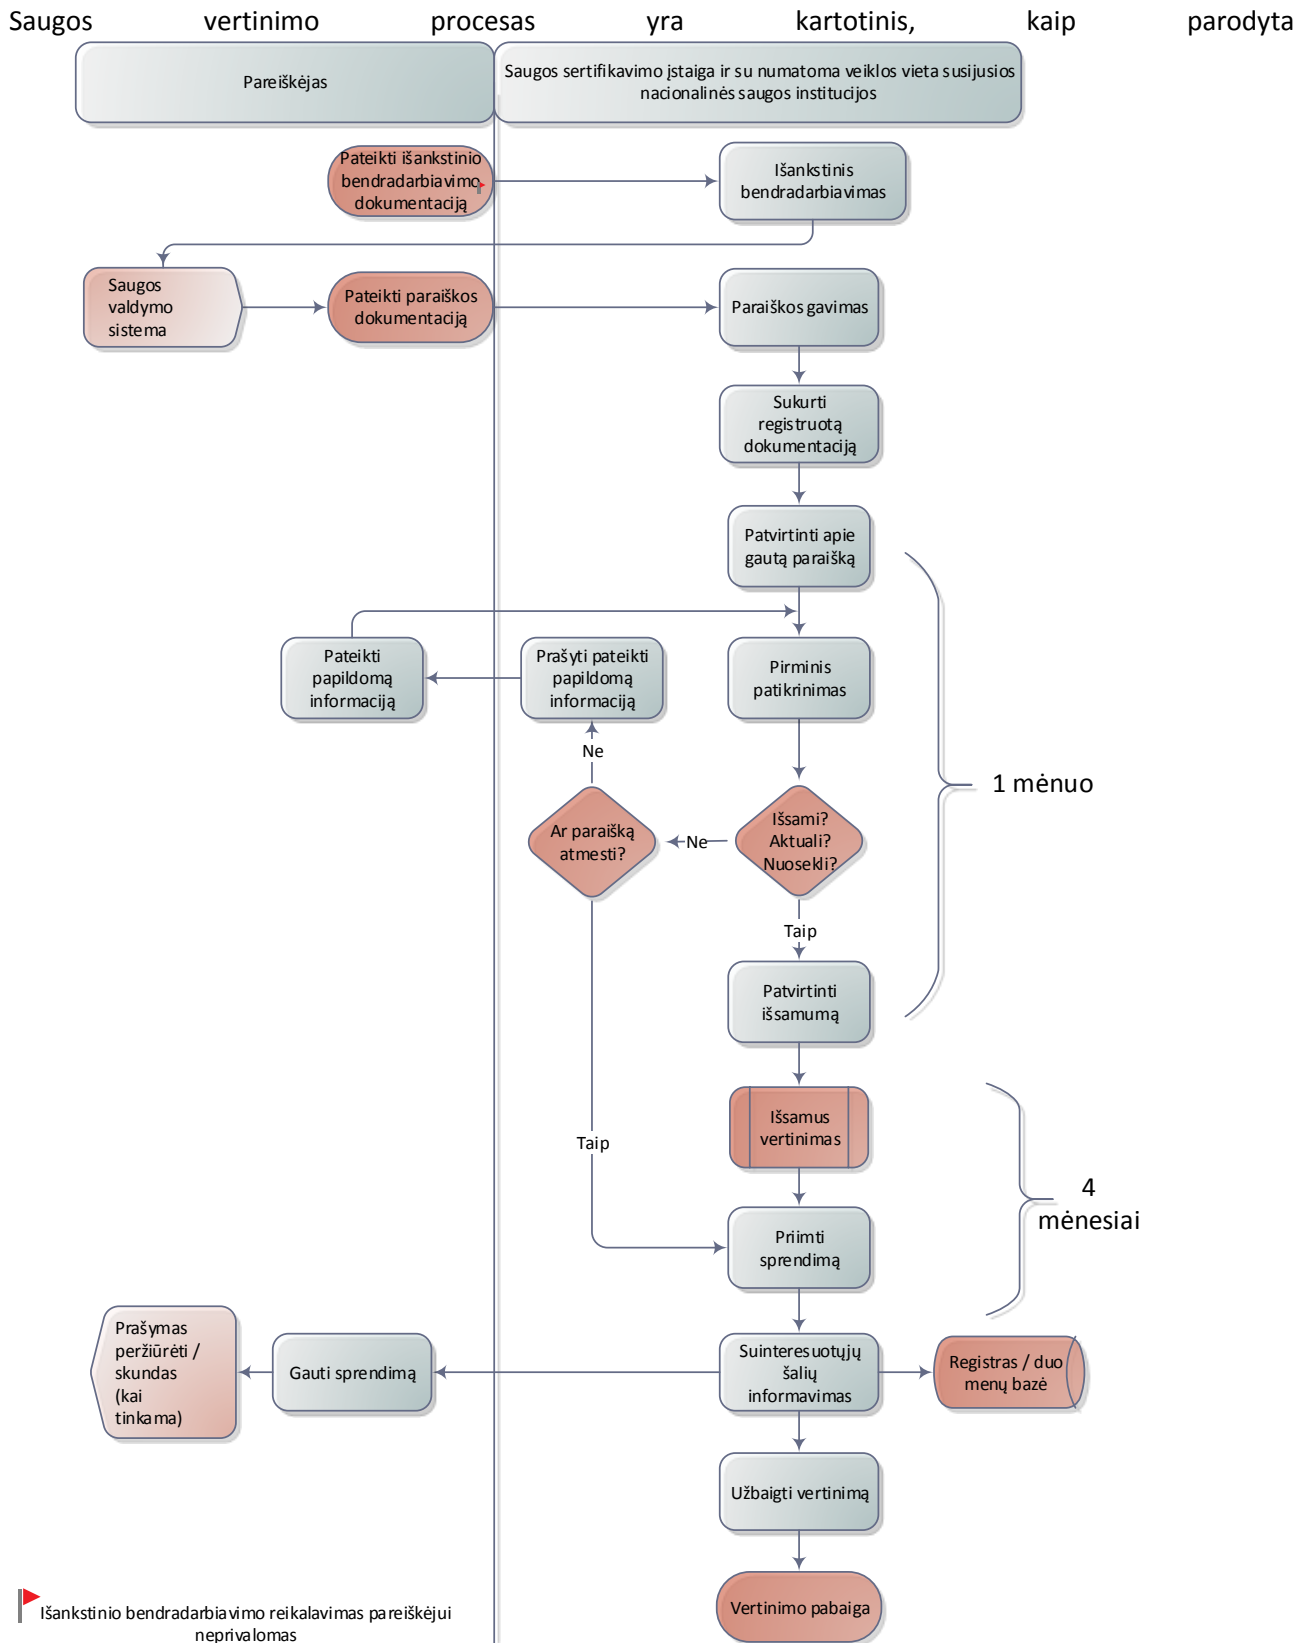 Saugos vertinimo procesas yra kartotinis, kaip parodyta
Pareiškėjas
Saugos sertifikavimo įstaiga ir su numatoma veiklos vieta susijusios
nacionalinės saugos institucijos
Pateikti išankstinio
bendradarbiavimo
dokumentaciją
Išankstinis
bendradarbiavimas
Saugos
valdymo
sistema
Pateikti paraiškos
dokumentaciją
Paraiškos gavimas
Sukurti
registruotą
dokumentaciją
Patvirtinti apie
gautą paraišką
Pateikti
papildomą
informaciją
Prašyti pateikti
papildomą
informaciją
Pirminis
patikrinimas
Ne
1 mėnuo
Ar paraišką
atmesti?
Ne
Išsami?
Aktuali?
Nuosekli?
Taip
Patvirtinti
išsamumą
Išsamus
vertinimas
Taip
4
mėnesiai
Priimti
sprendimą
Prašymas
peržiūrėti /
skundas
(kai
tinkama)
Gauti sprendimą
Suinteresuotųjų
šalių
informavimas
Registras / duo
menų bazė
Užbaigti vertinimą
Vertinimo pabaiga
Išankstinio bendradarbiavimo reikalavimas pareiškėjui
neprivalomas